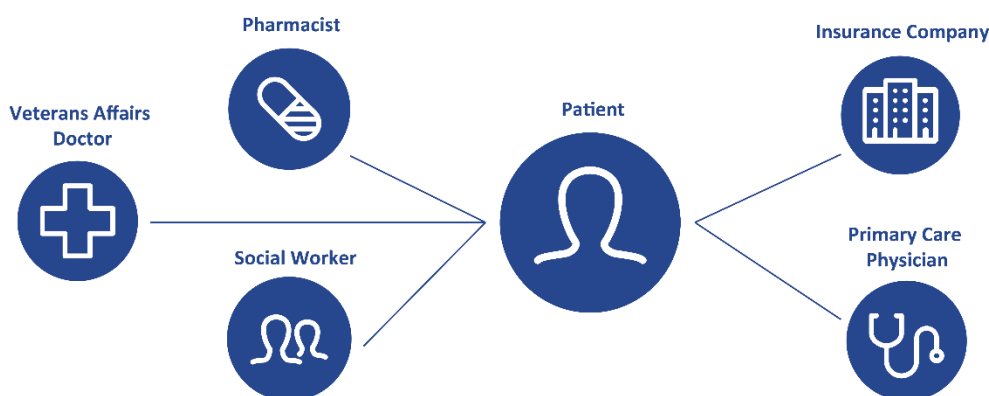 Pharmacist
Insurance Company
Veterans Affairs
Doctor
Patient
Social Worker
Primary Care
Physician